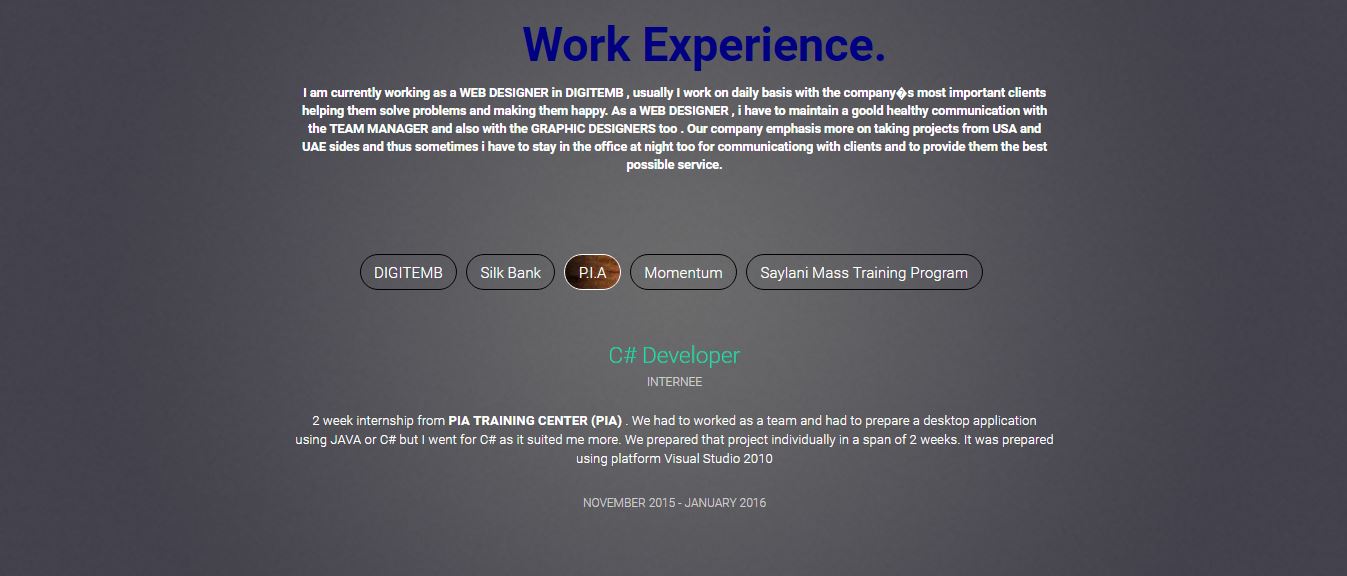 Work Experience.
I am currently working as a WEB DESIGNER in DIGITEMB , usually I work on daily basis with the company�s most important clients
helping them solve problems and making them happy. As a WEB DESIGNER , i have to maintain a goold healthy communication with
the TEAM MANAGER and also with the GRAPHIC DESIGNERS too . Our company emphasis more on taking projects from USA and
UAE sides and thus sometimes i have to stay in the office at night too for communicationg with clients and to provide them the best
possible service.
DIGITEMB Silk Bank P.I.A Momentum Saylani Mass Training Program
C# Developer
INTERNEE
2 week internship from PIA TRAINING CENTER (PIA) . We had to worked as a team and had to prepare a desktop application
using JAVA or C# but I went for C# as it suited me more. We prepared that project individually in a span of 2 weeks. It was prepared
using platform Visual Studio 2010
NOVEMBER 2015 - JANUARY 2016